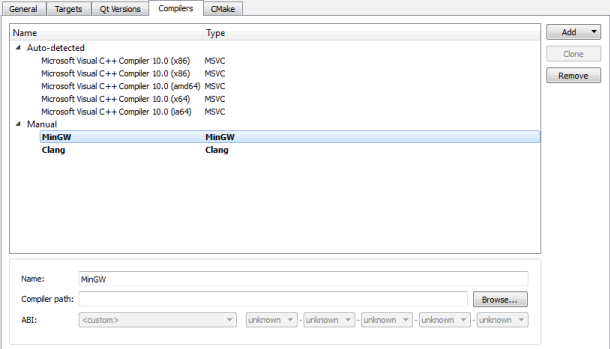 General Targets Qt Versions Compilers CMake
Name Type Add
Auto-detected Clone
Microsoft Visual C++ Compiler 10.0 (x86) MSVC
Microsoft Visual C++ Compiler 10.0 (x86) MSVC Remove
Microsoft Visual C++ Compiler 10.0 (amd64) MSVC
Microsoft Visual C++ Compiler 10.0 (x64) MSVC
Microsoft Visual C++ Compiler 10.0 (ia64) MSVC
Manual
MinGW MinGW
Clang Clang
Name: MinGW
Compiler path: Browse...
ABI: <custom> unknown - unknown - unknown - unknown - unknown